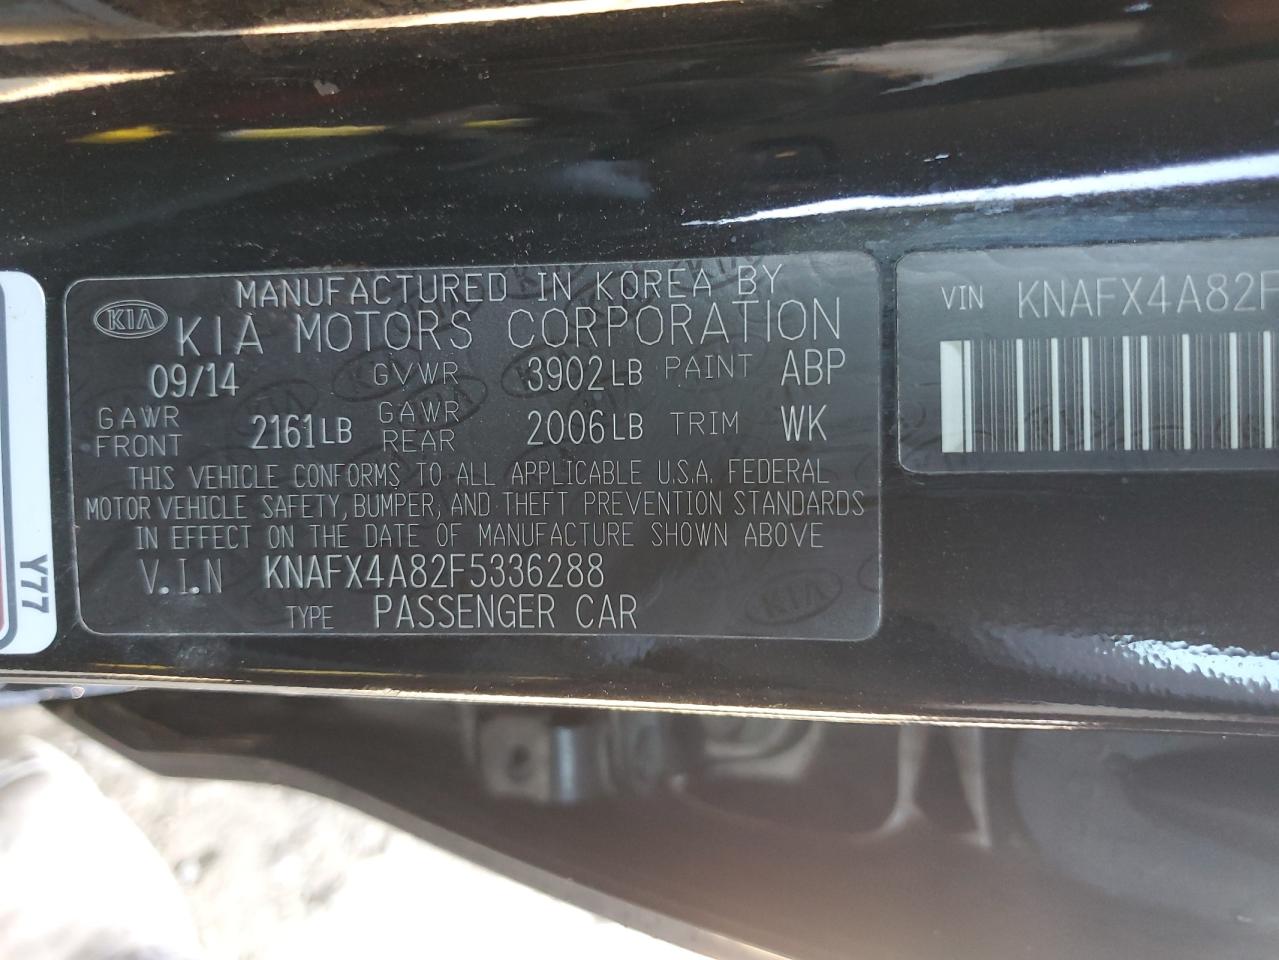 KIA
MANUFACTURED IN KOREA BY
KIA MOTORS CORPORATION
09/14 GVWR 3902LB PAINT ABP
GAWR FRONT 2161LB GAWR REAR 2006LB TRIM WK
THIS VEHICLE CONFORMS TO ALL APPLICABLE U.S.A. FEDERAL
MOTOR VEHICLE SAFETY, BUMPER, AND THEFT PREVENTION STANDARDS
IN EFFECT ON THE DATE OF MANUFACTURE SHOWN ABOVE
V.I.N KNAFX4A82F5336288
TYPE PASSENGER CAR
KIA
VIN KNAFX4A82F
Y77